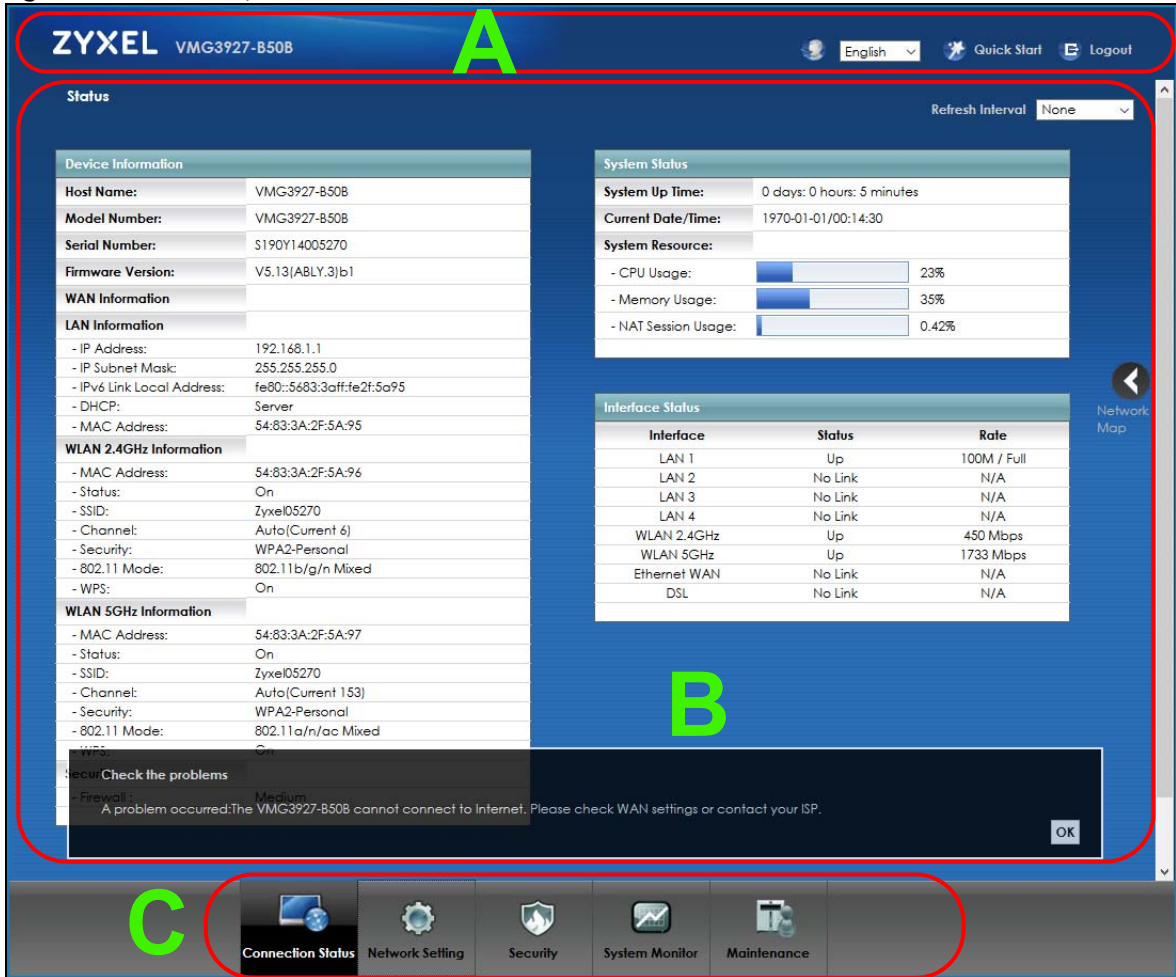 ZYXEL VMG3927-B50B
A
English Quick Start Logout
Status
Refresh Interval None
Device Information
Host Name: VMG3927-B50B
Model Number: VMG3927-B50B
Serial Number: S190Y14005270
Firmware Version: V5.13(ABLY.3)b1
WAN Information
LAN Information
- IP Address: 192.168.1.1
- IP Subnet Mask: 255.255.255.0
- IPv6 Link Local Address: fe80::5683:3aff:fe2f:5a95
- DHCP: Server
- MAC Address: 54:83:3A:2F:5A:95
WLAN 2.4GHz Information
- MAC Address: 54:83:3A:2F:5A:96
- Status: On
- SSID: Zyxel05270
- Channel: Auto(Current 6)
- Security: WPA2-Personal
- 802.11 Mode: 802.11b/g/n Mixed
- WPS: On
WLAN 5GHz Information
- MAC Address: 54:83:3A:2F:5A:97
- Status: On
- SSID: Zyxel05270
- Channel: Auto(Current 153)
- Security: WPA2-Personal
- 802.11 Mode: 802.11a/n/ac Mixed
- WPS: On
- Firewall : Medium
System Status
System Up Time: 0 days: 0 hours: 5 minutes
Current Date/Time: 1970-01-01/00:14:30
System Resource:
- CPU Usage: 23%
- Memory Usage: 35%
- NAT Session Usage: 0.42%
Interface Status
Interface Status Rate
LAN 1 Up 100M / Full
LAN 2 No Link N/A
LAN 3 No Link N/A
LAN 4 No Link N/A
WLAN 2.4GHz Up 450 Mbps
WLAN 5GHz Up 1733 Mbps
Ethernet WAN No Link N/A
DSL No Link N/A
Network
Map
B
Check the problems
A problem occurred:The VMG3927-B50B cannot connect to Internet. Please check WAN settings or contact your ISP.
OK
C
Connection Status Network Setting Security System Monitor Maintenance